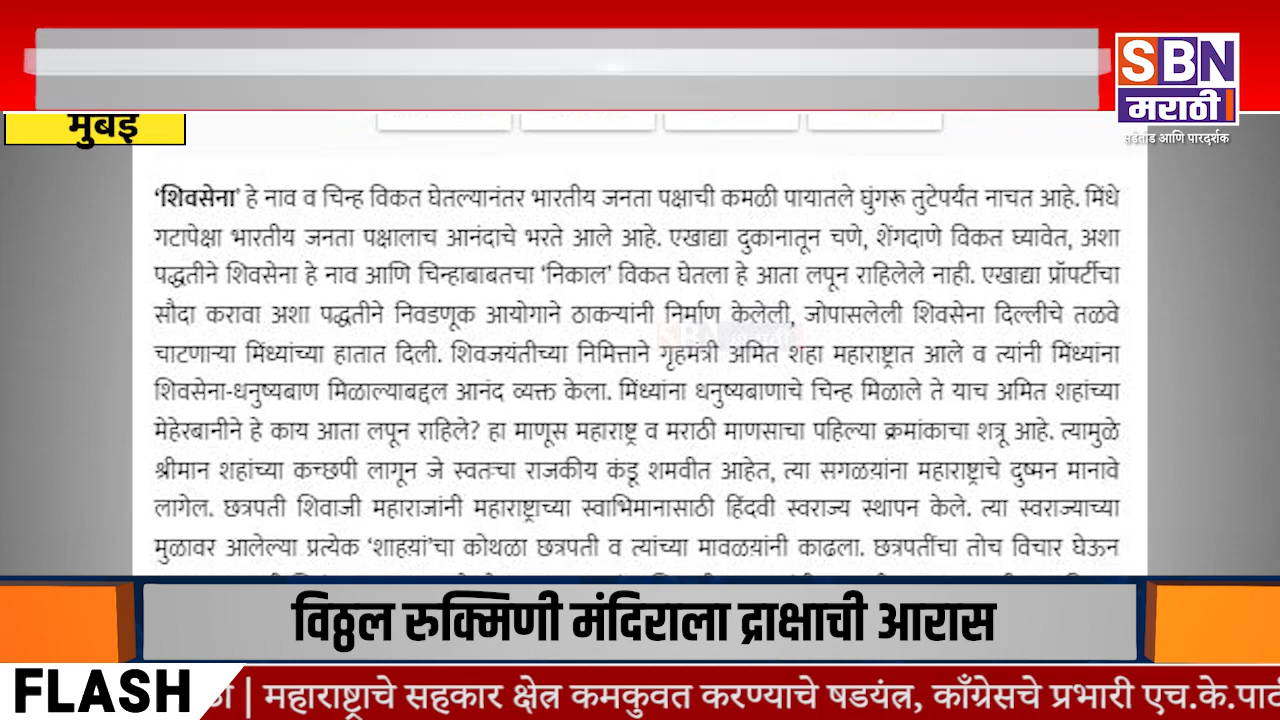 SBN
मराठी
सडेतोड आणि पारदर्शक
मुंबई
‘शिवसेना’ हे नाव व चिन्ह विकत घेतल्यानंतर भारतीय जनता पक्षाची कमळी पायातले घुंगरू तुटेपर्यंत नाचत आहे. मिंधे
गटापेक्षा भारतीय जनता पक्षालाच आनंदाचे भरते आले आहे. एखाद्या दुकानातून चणे, शेंगदाणे विकत घ्यावेत, अशा
पद्धतीने शिवसेना हे नाव आणि चिन्हाबाबतचा ‘निकाल’ विकत घेतला हे आता लपून राहिलेले नाही. एखाद्या प्रॉपर्टीचा
सौदा करावा अशा पद्धतीने निवडणूक आयोगाने ठाकऱ्यांनी निर्माण केलेली, जोपासलेली शिवसेना दिल्लीचे तळवे
चाटणाऱ्या मिंध्यांच्या हातात दिली. शिवजयंतीच्या निमित्ताने गृहमंत्री अमित शहा महाराष्ट्रात आले व त्यांनी मिंध्यांना
शिवसेना-धनुष्यबाण मिळाल्याबद्दल आनंद व्यक्त केला. मिंध्यांना धनुष्यबाणाचे चिन्ह मिळाले ते याच अमित शहांच्या
मेहेरबानीने हे काय आता लपून राहिले? हा माणूस महाराष्ट्र व मराठी माणसाचा पहिल्या क्रमांकाचा शत्रू आहे. त्यामुळे
श्रीमान शहांच्या कच्छपी लागून जे स्वतःचा राजकीय कंडू शमवीत आहेत, त्या सगळय़ांना महाराष्ट्राचे दुष्मन मानावे
लागेल. छत्रपती शिवाजी महाराजांनी महाराष्ट्राच्या स्वाभिमानासाठी हिंदवी स्वराज्य स्थापन केले. त्या स्वराज्याच्या
मुळावर आलेल्या प्रत्येक ‘शाहय़ां’चा कोथळा छत्रपती व त्यांच्या मावळय़ांनी काढला. छत्रपतींचा तोच विचार घेऊन
विठ्ठल रुक्मिणी मंदिराला द्राक्षाची आरास
FLASH
| महाराष्ट्राचे सहकार क्षेत्र कमकुवत करण्याचे षडयंत्र, काँग्रेसचे प्रभारी एच.के.पाटी